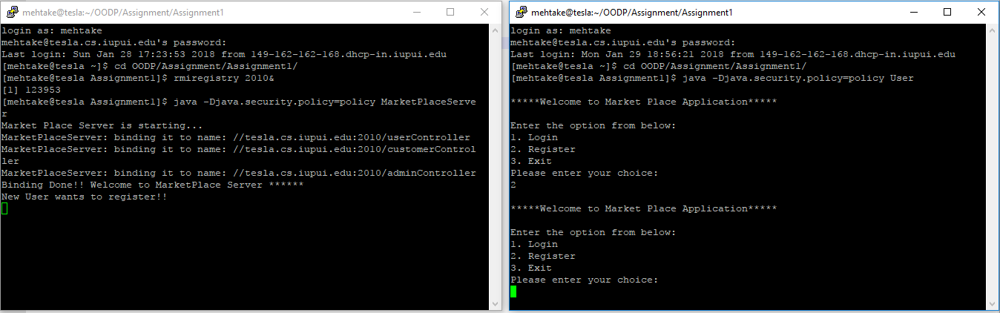 mehtake@tesla:~/OODP/Assignment/Assignment1
login as: mehtake
mehtake@tesla.cs.iupui.edu's password:
Last login: Sun Jan 28 17:23:53 2018 from 149-162-162-168.dhcp-in.iupui.edu
[mehtake@tesla ~]$ cd OODP/Assignment/Assignment1/
[mehtake@tesla Assignment1]$ rmiregistry 2010&
[1] 123953
[mehtake@tesla Assignment1]$ java -Djava.security.policy=policy MarketPlaceServe
r
Market Place Server is starting...
MarketPlaceServer: binding it to name: //tesla.cs.iupui.edu:2010/userController
MarketPlaceServer: binding it to name: //tesla.cs.iupui.edu:2010/customerControl
ler
MarketPlaceServer: binding it to name: //tesla.cs.iupui.edu:2010/adminController
Binding Done!! Welcome to MarketPlace Server ******
New User wants to register!!
mehtake@tesla:~/OODP/Assignment/Assignment1
login as: mehtake
mehtake@tesla.cs.iupui.edu's password:
Last login: Mon Jan 29 18:56:21 2018 from 149-162-162-168.dhcp-in.iupui.edu
[mehtake@tesla ~]$ cd OODP/Assignment/Assignment1/
[mehtake@tesla Assignment1]$ java -Djava.security.policy=policy User
*****Welcome to Market Place Application*****
Enter the option from below:
1. Login
2. Register
3. Exit
Please enter your choice:
2
*****Welcome to Market Place Application*****
Enter the option from below:
1. Login
2. Register
3. Exit
Please enter your choice: